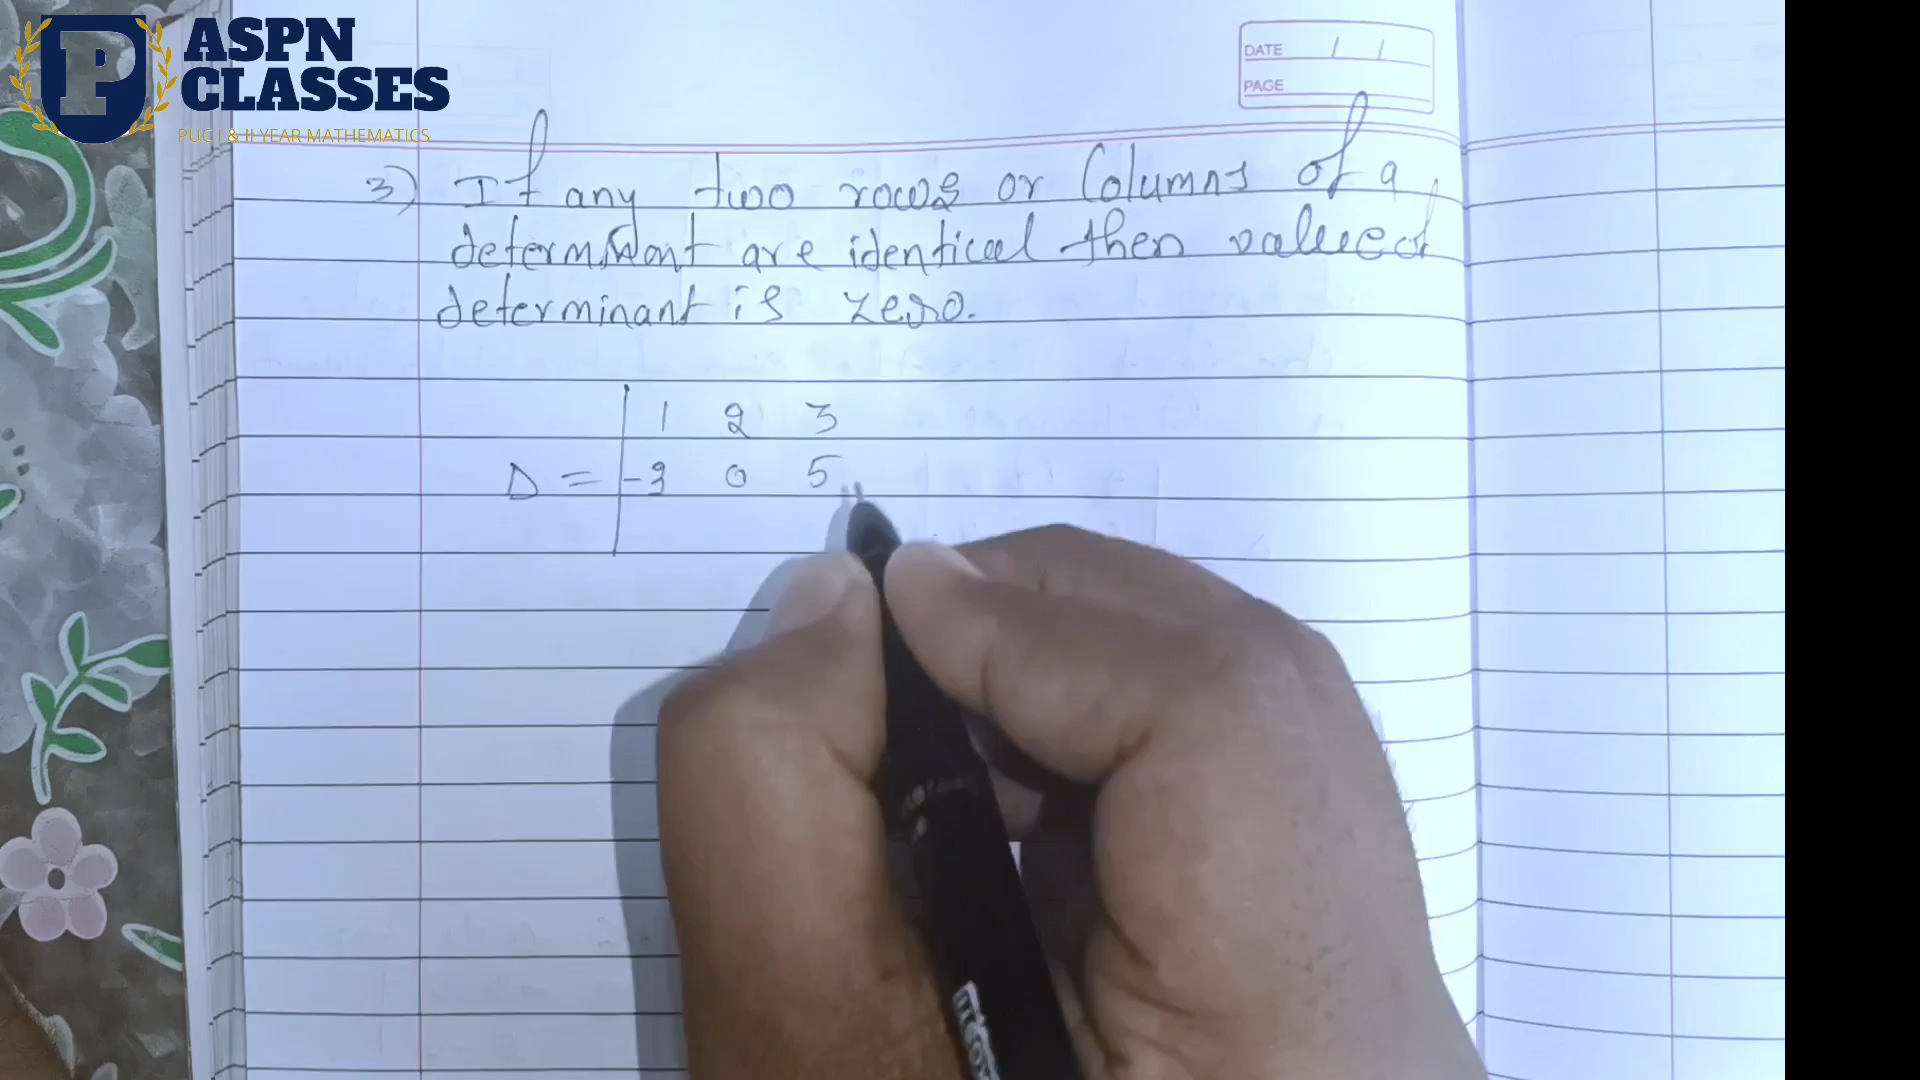 ASPN
CLASSES
PUC I & II YEAR MATHEMATICS
DATE / /
PAGE
3) If any two rows or Columns of a
determinant are identical then value of
determinant is zero.
1 2 3
Δ = -3 0 5